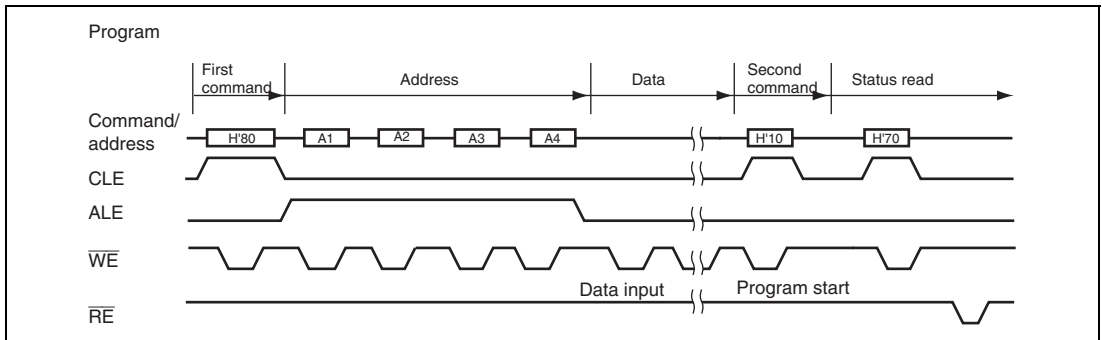 Program
First command
Address
Data
Second command
Status read
Command/
address
H'80
A1
A2
A3
A4
H'10
H'70
CLE
ALE
WE
Data input
Program start
RE